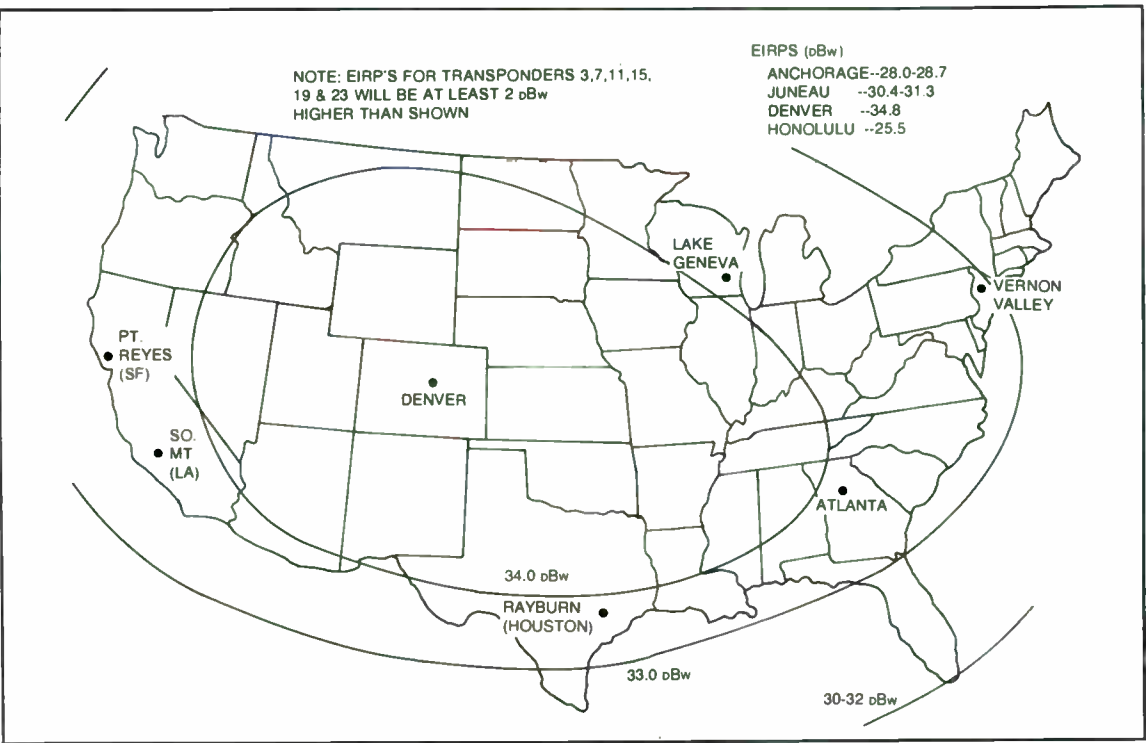 NOTE: EIRP'S FOR TRANSPONDERS 3,7,11,15,
19 & 23 WILL BE AT LEAST 2 DBW
HIGHER THAN SHOWN
EIRPS (DBW)
ANCHORAGE--28.0-28.7
JUNEAU --30.4-31.3
DENVER --34.8
HONOLULU --25.5
LAKE
GENEVA
VERNON
VALLEY
PT.
REYES
(SF)
DENVER
SO.
MT
(LA)
ATLANTA
34.0 DBW
RAYBURN
(HOUSTON)
33.0 DBW
30-32 DBW